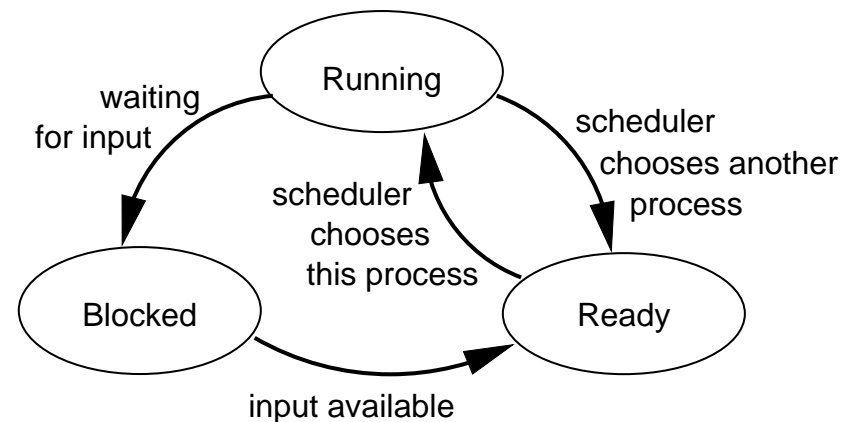 Running
waiting
for input
scheduler
chooses another
process
scheduler
chooses
this process
Blocked
Ready
input available